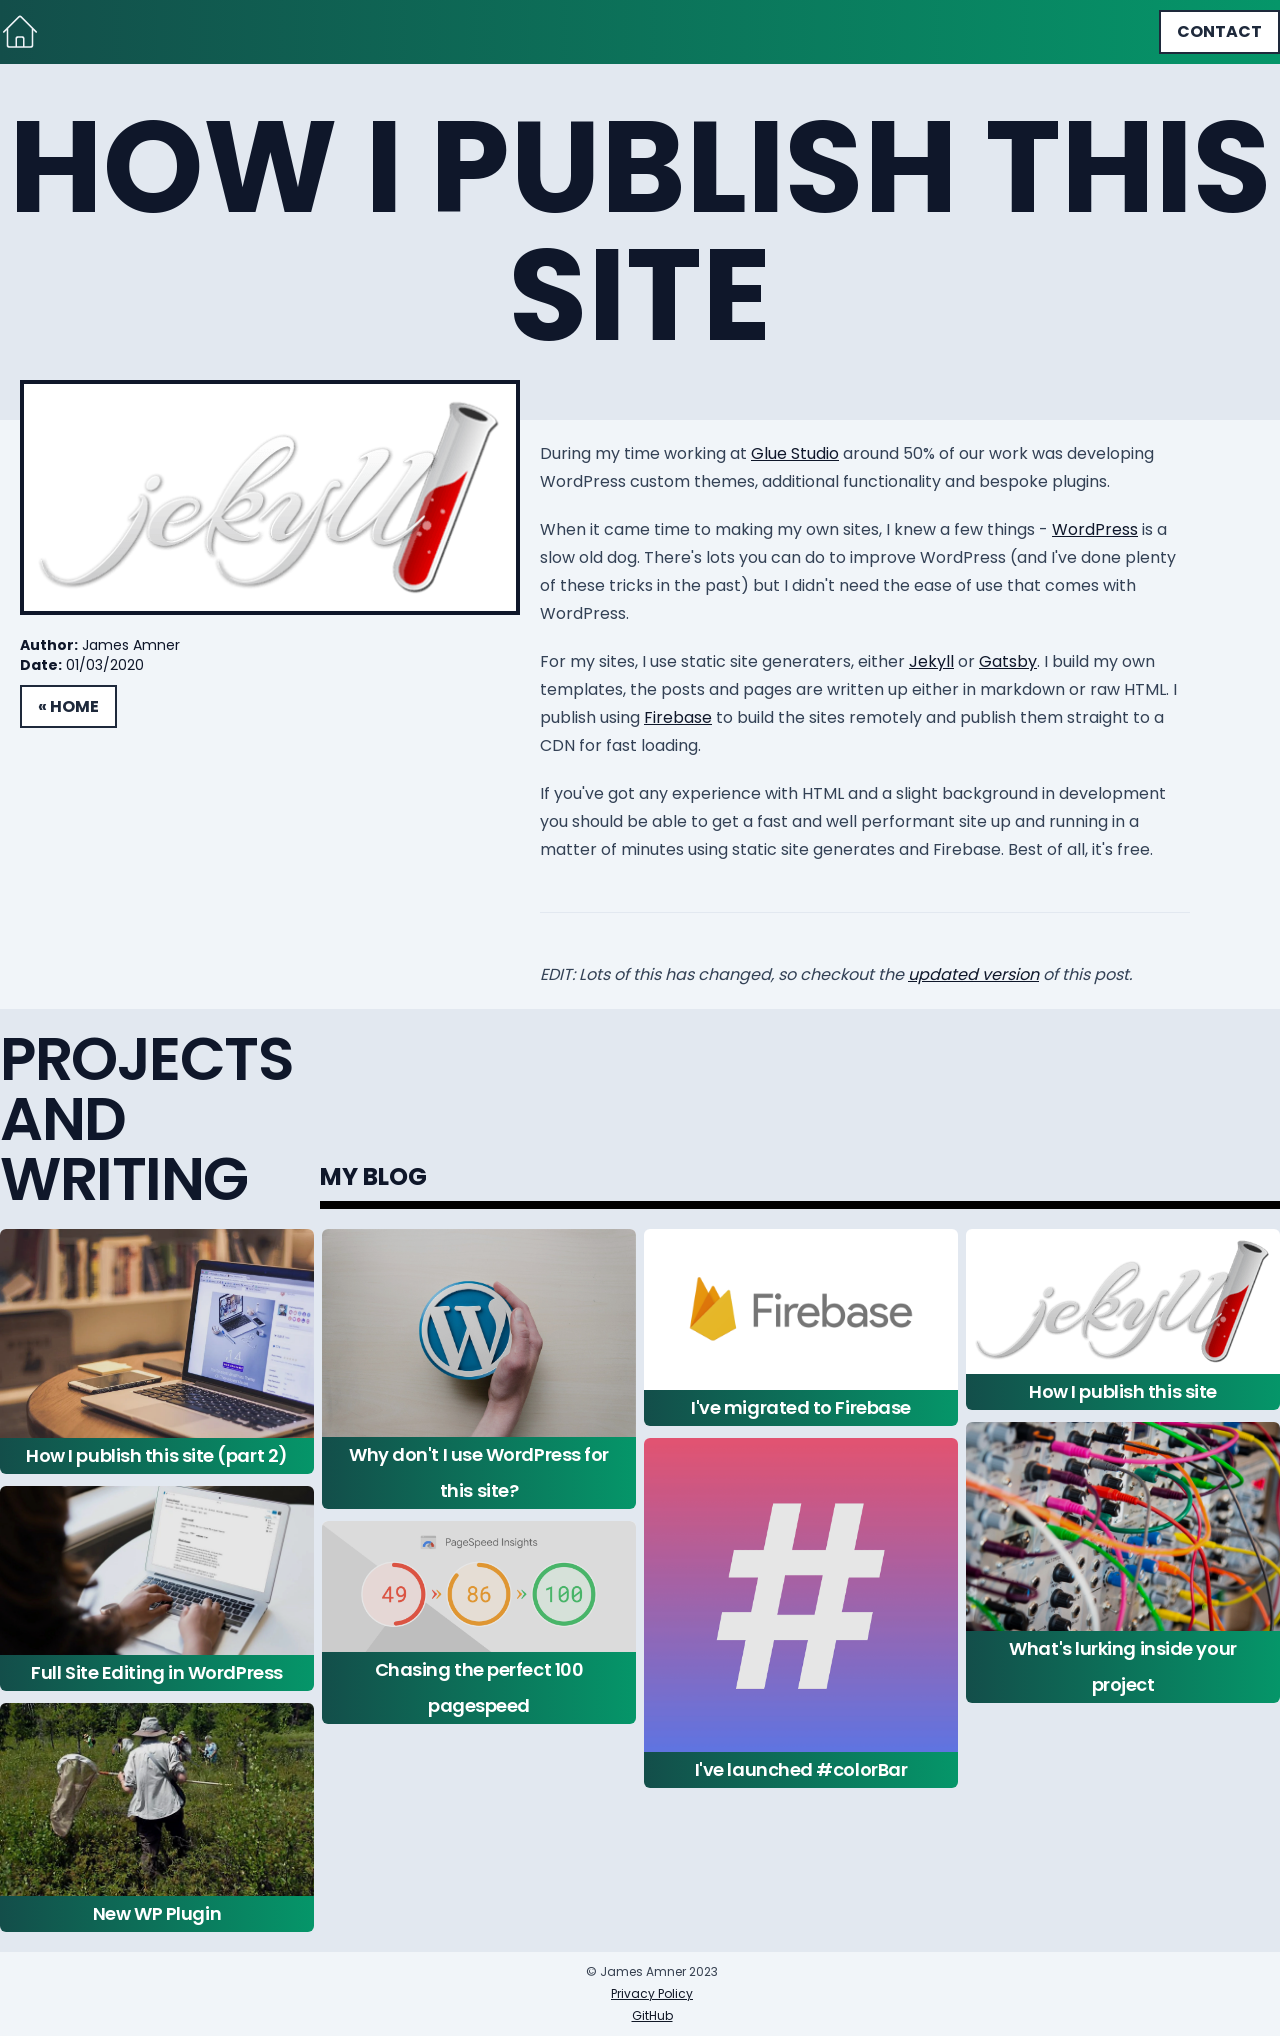 CONTACT
HOW I PUBLISH THIS
SITE
jekyll
Author: James Amner
Date: 01/03/2020
« HOME
During my time working at Glue Studio around 50% of our work was developing
WordPress custom themes, additional functionality and bespoke plugins.
When it came time to making my own sites, I knew a few things - WordPress is a
slow old dog. There's lots you can do to improve WordPress (and I've done plenty
of these tricks in the past) but I didn't need the ease of use that comes with
WordPress.
For my sites, I use static site generaters, either Jekyll or Gatsby. I build my own
templates, the posts and pages are written up either in markdown or raw HTML. I
publish using Firebase to build the sites remotely and publish them straight to a
CDN for fast loading.
If you've got any experience with HTML and a slight background in development
you should be able to get a fast and well performant site up and running in a
matter of minutes using static site generates and Firebase. Best of all, it's free.
EDIT: Lots of this has changed, so checkout the updated version of this post.
PROJECTS
AND
WRITING
MY BLOG
How I publish this site (part 2)
Full Site Editing in WordPress
New WP Plugin
W
Why don't I use WordPress for
this site?
PageSpeed Insights
49 » 86 » 100
Chasing the perfect 100
pagespeed
Firebase
I've migrated to Firebase
#
I've launched #colorBar
jekyll
How I publish this site
What's lurking inside your
project
© James Amner 2023
Privacy Policy
GitHub